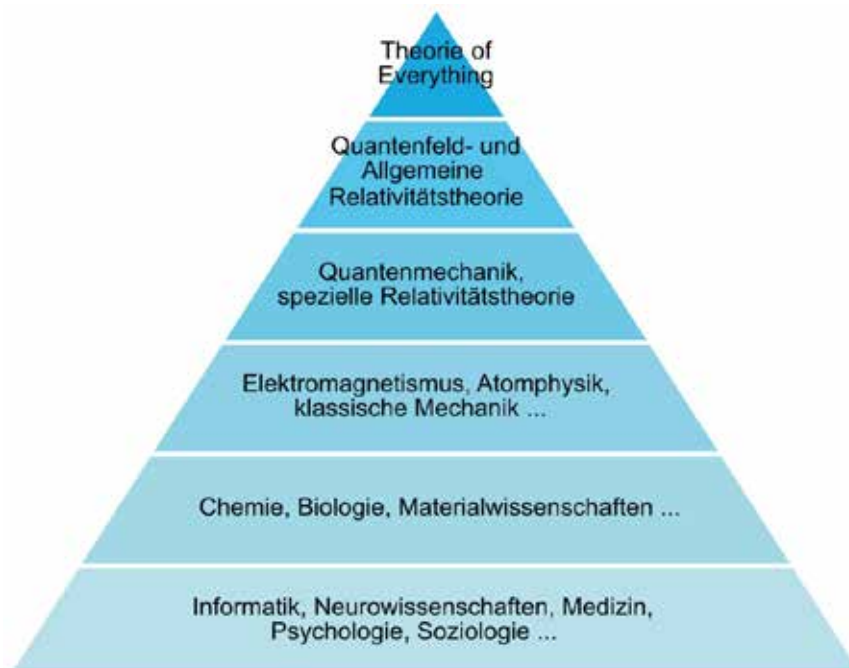 Theorie of
Everything
Quantenfeld- und
Allgemeine
Relativitätstheorie
Quantenmechanik,
spezielle Relativitätstheorie
Elektromagnetismus, Atomphysik,
klassische Mechanik ...
Chemie, Biologie, Materialwissenschaften ...
Informatik, Neurowissenschaften, Medizin,
Psychologie, Soziologie ...